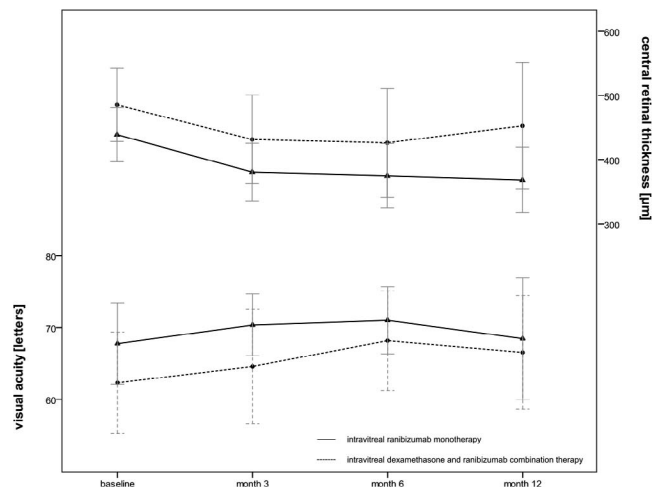 600
500
400
300
central retinal thickness [µm]
80
70
60
visual acuity [letters]
intravitreal ranibizumab monotherapy
intravitreal dexamethasone and ranibizumab combination therapy
baseline
month 3
month 6
month 12